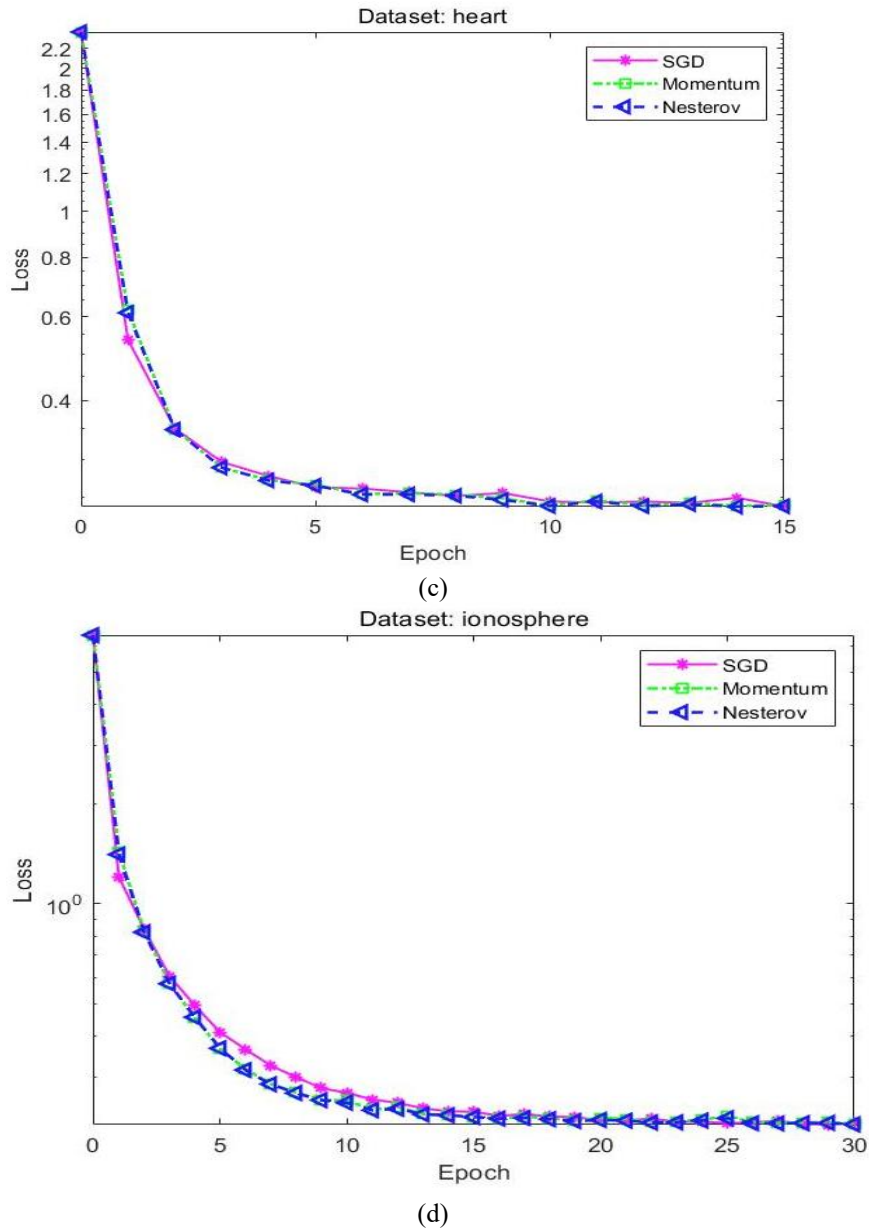 Dataset: heart
2.2
2
1.8
1.6
1.4
1.2
1
0.8
0.6
0.4
Loss
SGD
Momentum
Nesterov
0 5 10 15
Epoch
(c)
Dataset: ionosphere
10^0
Loss
SGD
Momentum
Nesterov
0 5 10 15 20 25 30
Epoch
(d)